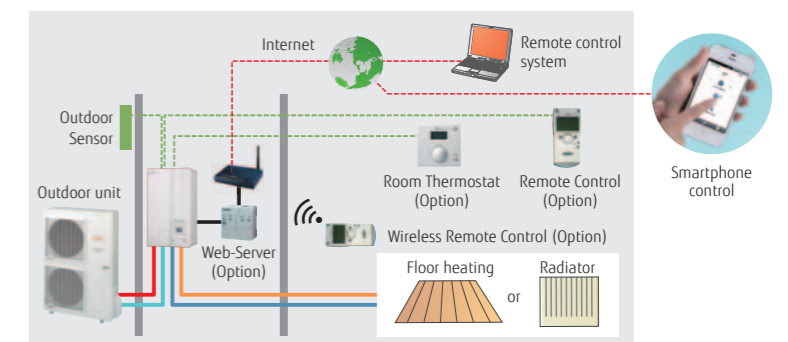 Internet
Remote control
system
Outdoor
Sensor
Outdoor unit
Room Thermostat
(Option)
Remote Control
(Option)
Smartphone
control
Web-Server
(Option)
Wireless Remote Control (Option)
Floor heating
or
Radiator